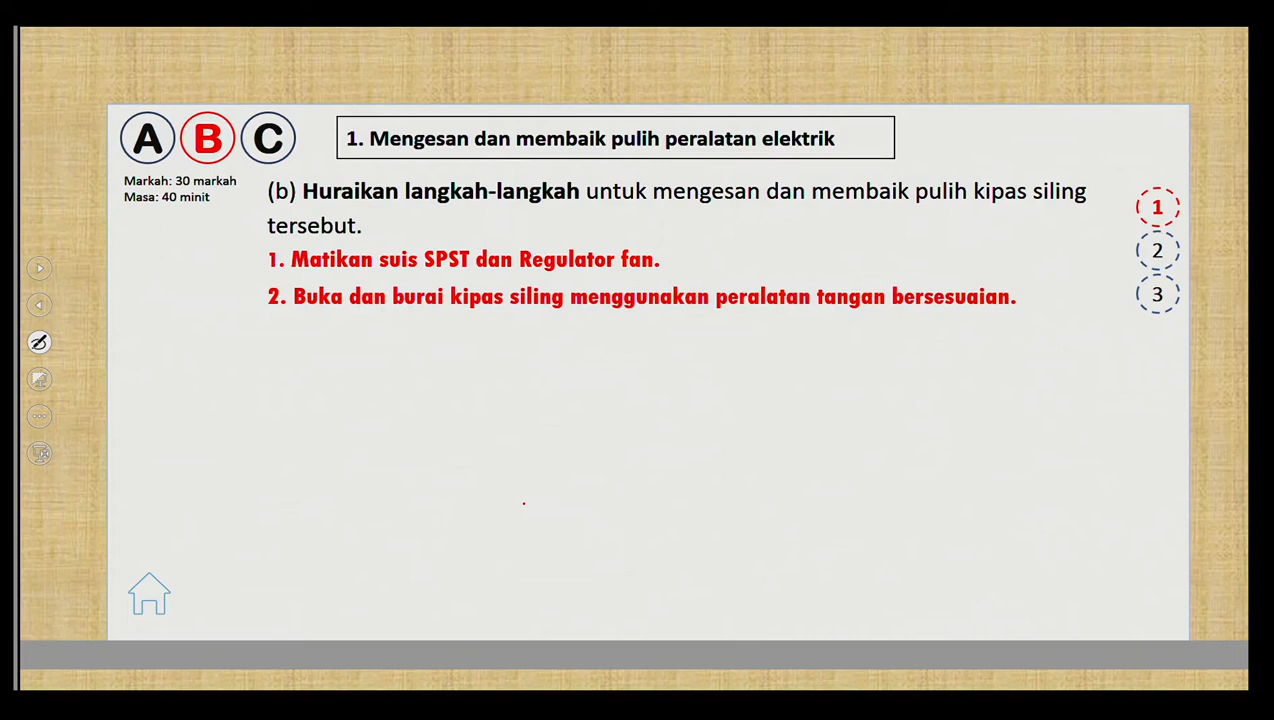 A B C
1. Mengesan dan membaik pulih peralatan elektrik
Markah: 30 markah
Masa: 40 minit
(b) Huraikan langkah-langkah untuk mengesan dan membaik pulih kipas siling
tersebut.
1. Matikan suis SPST dan Regulator fan.
2. Buka dan burai kipas siling menggunakan peralatan tangan bersesuaian.
1
2
3